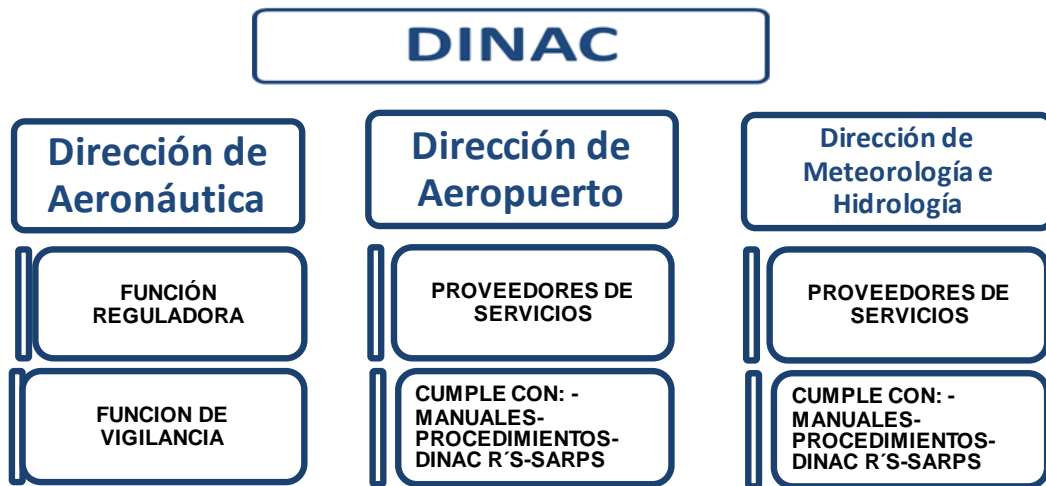 DINAC
Dirección de
Aeronáutica
FUNCIÓN
REGULADORA
FUNCION DE
VIGILANCIA
Dirección de
Aeropuerto
PROVEEDORES DE
SERVICIOS
CUMPLE CON: -
MANUALES-
PROCEDIMIENTOS-
DINAC R´S-SARPS
Dirección de
Meteorología e
Hidrología
PROVEEDORES DE
SERVICIOS
CUMPLE CON: -
MANUALES-
PROCEDIMIENTOS-
DINAC R´S-SARPS